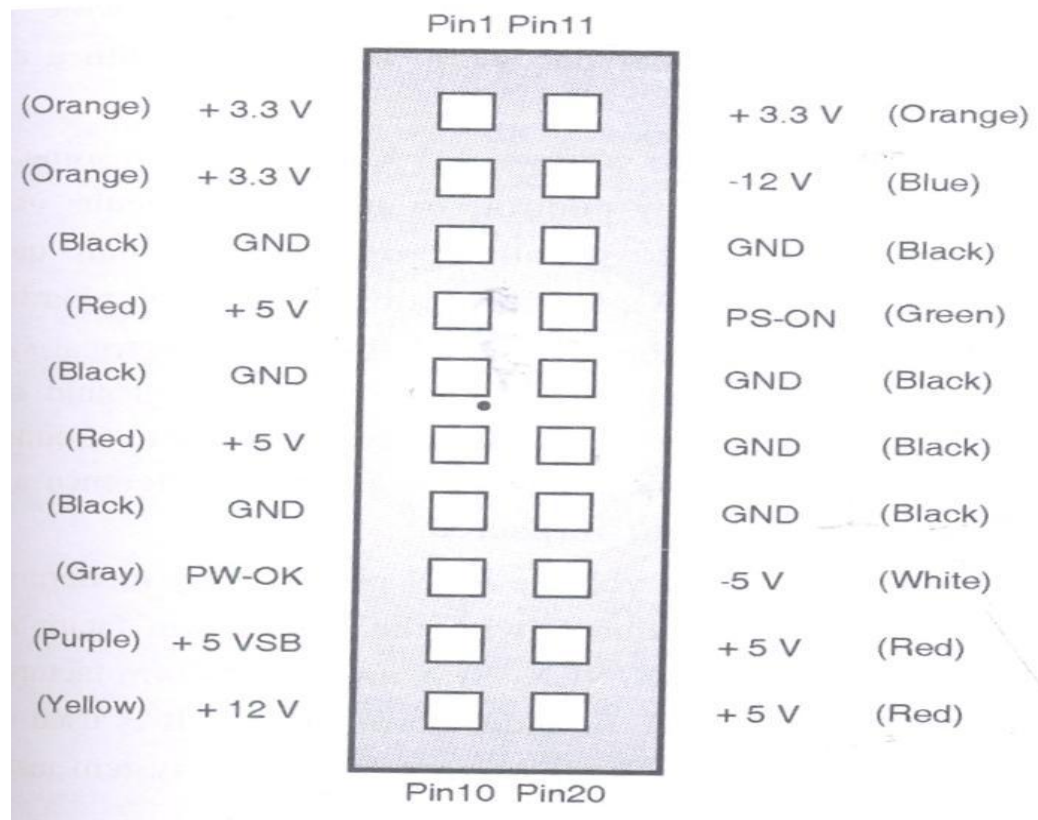 Pin1 Pin11
(Orange) + 3.3 V + 3.3 V (Orange)
(Orange) + 3.3 V -12 V (Blue)
(Black) GND GND (Black)
(Red) + 5 V PS-ON (Green)
(Black) GND GND (Black)
(Red) + 5 V GND (Black)
(Black) GND GND (Black)
(Gray) PW-OK -5 V (White)
(Purple) + 5 VSB + 5 V (Red)
(Yellow) + 12 V + 5 V (Red)
Pin10 Pin20